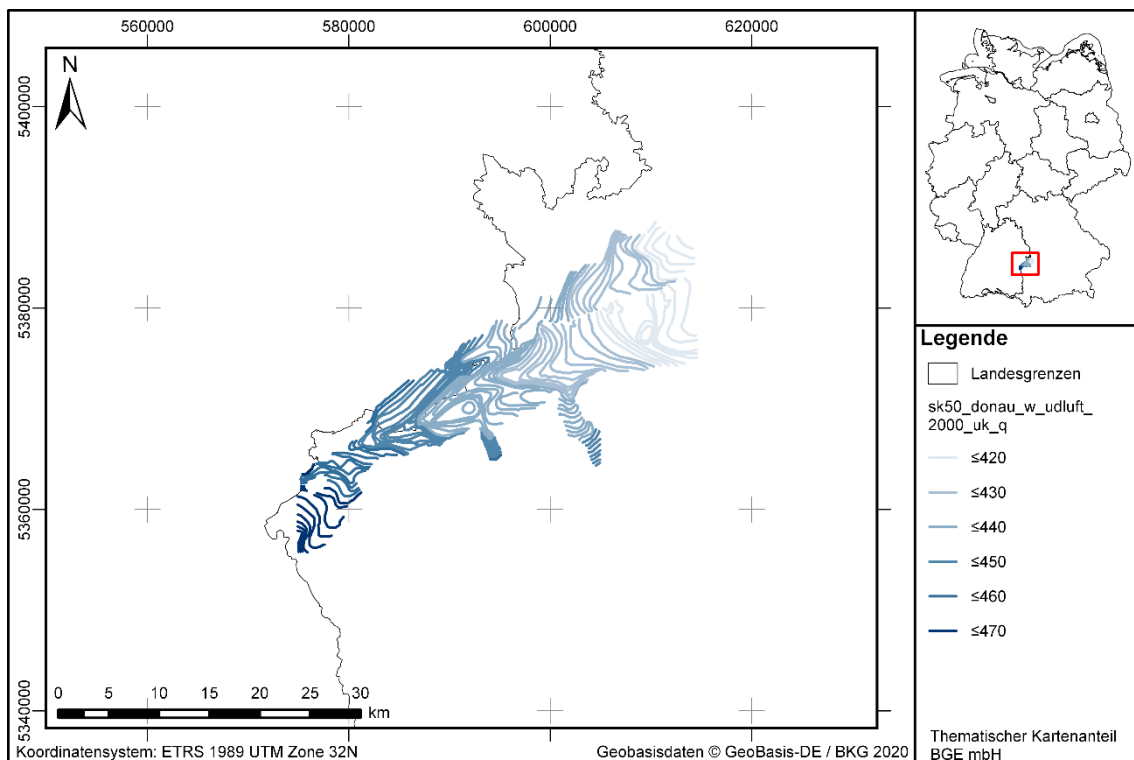 560000
580000
600000
620000
N
5400000
5380000
5360000
5340000
0
5
10
15
20
25
30
km
Koordinatensystem: ETRS 1989 UTM Zone 32N
Geobasisdaten © GeoBasis-DE / BKG 2020
Legende
Landesgrenzen
sk50_donau_w_udluft_
2000_uk_q
≤420
≤430
≤440
≤450
≤460
≤470
Thematischer Kartenanteil
BGE mbH